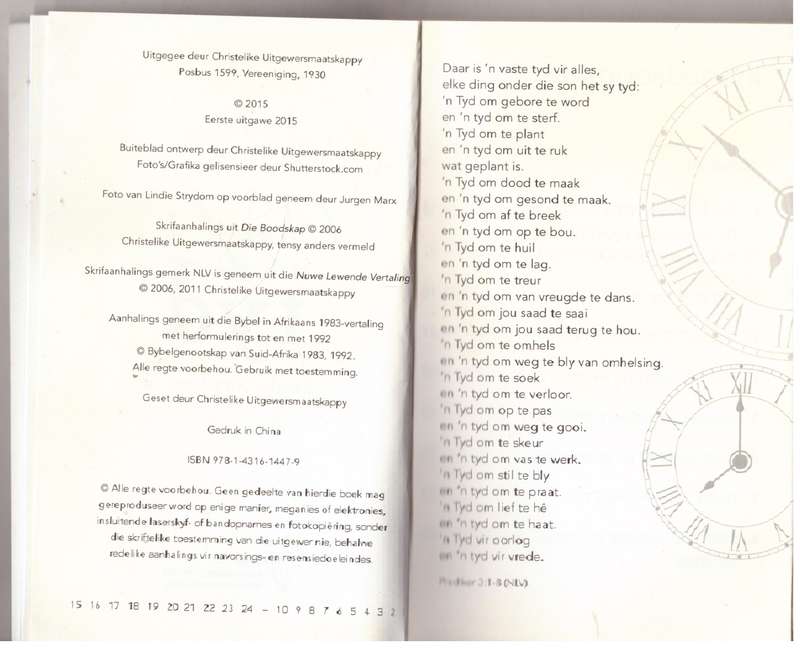 Uitgegee deur Christelike Uitgewersmaatskappy
Posbus 1599, Vereeniging, 1930
© 2015
Eerste uitgawe 2015
Buiteblad ontwerp deur Christelike Uitgewersmaatskappy
Foto's/Grafika gelisensieer deur Shutterstock.com
Foto van Lindie Strydom op voorblad geneem deur Jurgen Marx
Skrifaanhalings uit Die Boodskap © 2006
Christelike Uitgewersmaatskappy, tensy anders vermeld
Skrifaanhalings gemerk NLV is geneem uit die Nuwe Lewende Vertaling
© 2006, 2011 Christelike Uitgewersmaatskappy
Aanhalings geneem uit die Bybel in Afrikaans 1983-vertaling
met herformulerings tot en met 1992
© Bybelgenootskap van Suid-Afrika 1983, 1992.
Alle regte voorbehou. Gebruik met toestemming.
Geset deur Christelike Uitgewersmaatskappy
Gedruk in China
ISBN 978-1-4316-1447-9
© Alle regte voorbehou. Geen gedeelte van hierdie boek mag
gereproduseer word op enige manier, meganies of elektronies,
insluitende laserskyf- of bandopnames en fotokopiëring, sonder
die skriftelike toestemming van die uitgewer nie, behalwe
redelike aanhalings vir navorsings- en resensiedoeleindes.
15 16 17 18 19 20 21 22 23 24 – 10 9 8 7 6 5 4 3 2
Daar is 'n vaste tyd vir alles,
elke ding onder die son het sy tyd:
'n Tyd om gebore te word
en 'n tyd om te sterf.
'n Tyd om te plant
en 'n tyd om uit te ruk
wat geplant is.
'n Tyd om dood te maak
en 'n tyd om gesond te maak.
'n Tyd om af te breek
en 'n tyd om op te bou.
'n Tyd om te huil
en 'n tyd om te lag.
'n Tyd om te treur
en 'n tyd om van vreugde te dans.
'n Tyd om jou saad te saai
en 'n tyd om jou saad terug te hou.
'n Tyd om te omhels
en 'n tyd om weg te bly van omhelsing.
'n Tyd om te soek
en 'n tyd om te verloor.
'n Tyd om op te pas
en 'n tyd om weg te gooi.
'n Tyd om te skeur
en 'n tyd om vas te werk.
'n Tyd om stil te bly
en 'n tyd om te praat.
'n Tyd om lief te hê
en 'n tyd om te haat.
'n Tyd vir oorlog
en 'n tyd vir vrede.
Prediker 3:1-8 (NLV)